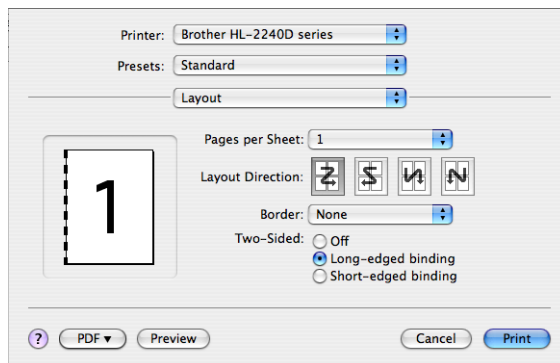 Printer: Brother HL-2240D series
Presets: Standard
Layout
Pages per Sheet: 1
Layout Direction:
Border: None
Two-Sided: Off
Long-edged binding
Short-edged binding
1
? PDF▼ Preview Cancel Print